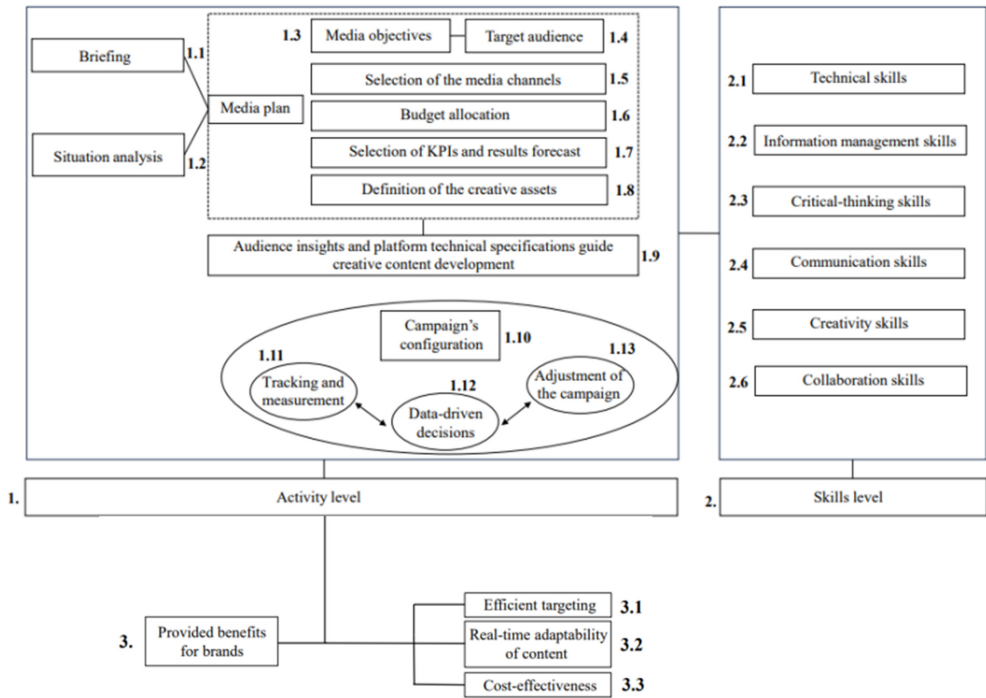 1.3
Media objectives
Target audience
1.4
Briefing
1.1
Selection of the media channels
1.5
Media plan
Budget allocation
1.6
Situation analysis
1.2
Selection of KPIs and results forecast
1.7
Definition of the creative assets
1.8
Audience insights and platform technical specifications guide
creative content development
1.9
Campaign's
configuration
1.10
1.11
Tracking and
measurement
1.12
Data-driven
decisions
1.13
Adjustment of
the campaign
2.1
Technical skills
2.2
Information management skills
2.3
Critical-thinking skills
2.4
Communication skills
2.5
Creativity skills
2.6
Collaboration skills
1.
Activity level
2.
Skills level
3.
Provided benefits
for brands
Efficient targeting
3.1
Real-time adaptability
of content
3.2
Cost-effectiveness
3.3